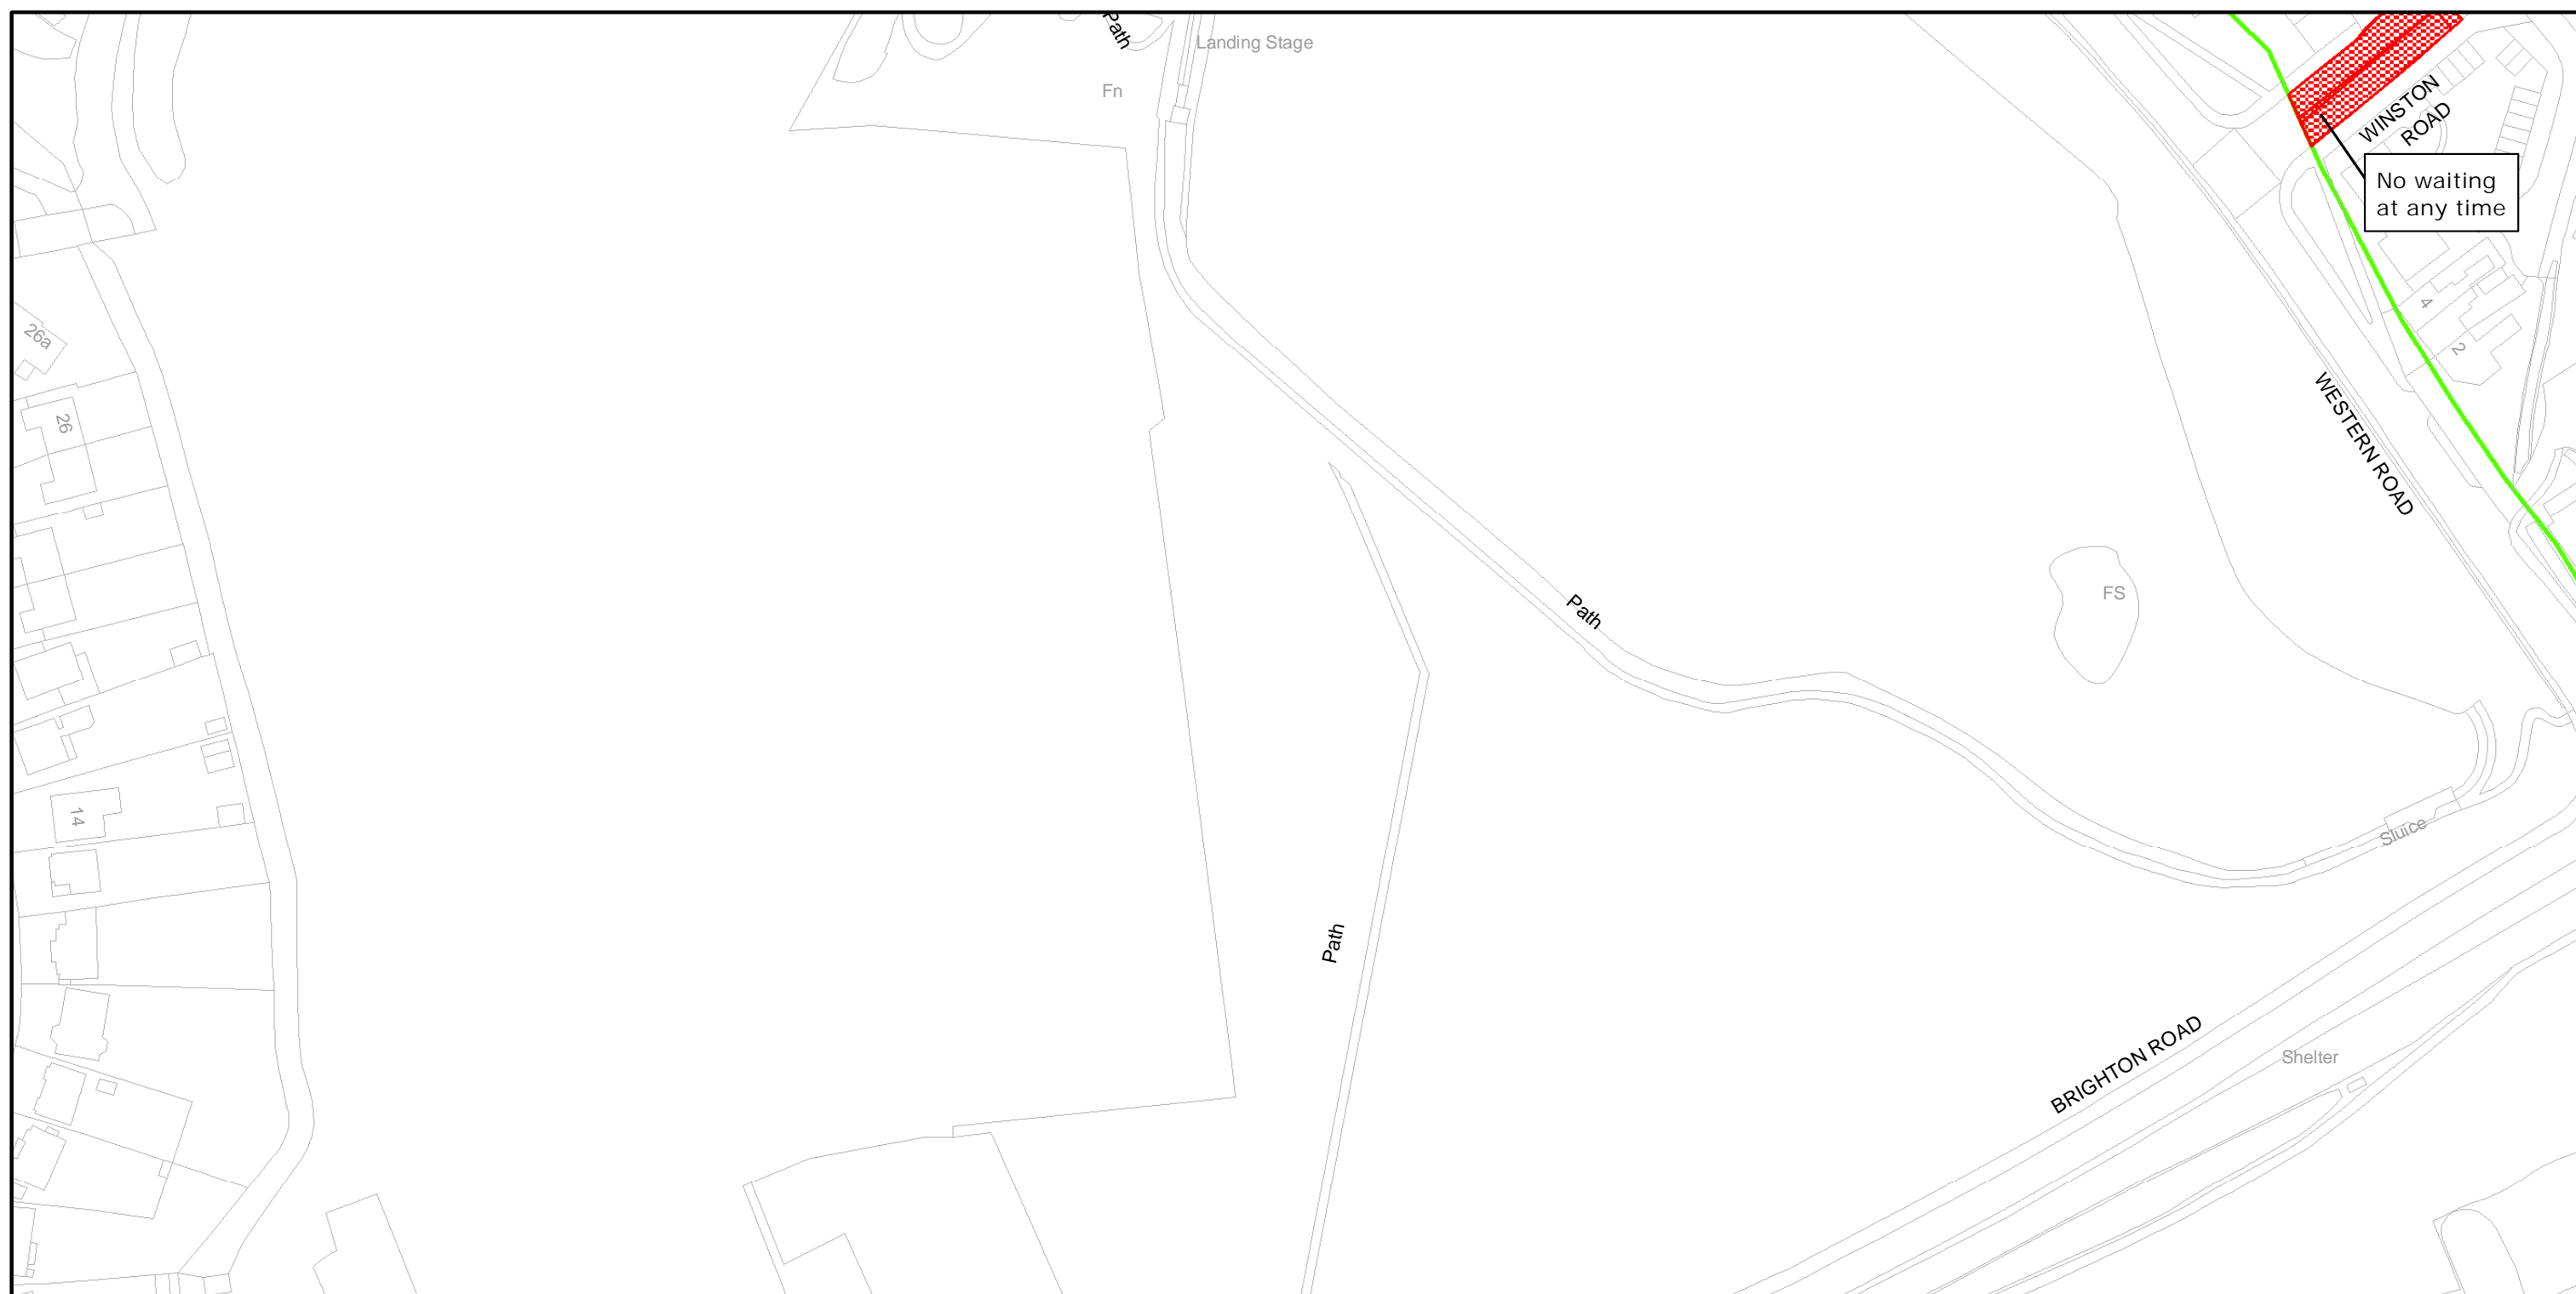 Path
Landing Stage
Fn
WINSTON
ROAD
No waiting
at any time
4
2
26a
26
WESTERN ROAD
FS
Path
14
Sluice
Path
BRIGHTON ROAD
Shelter